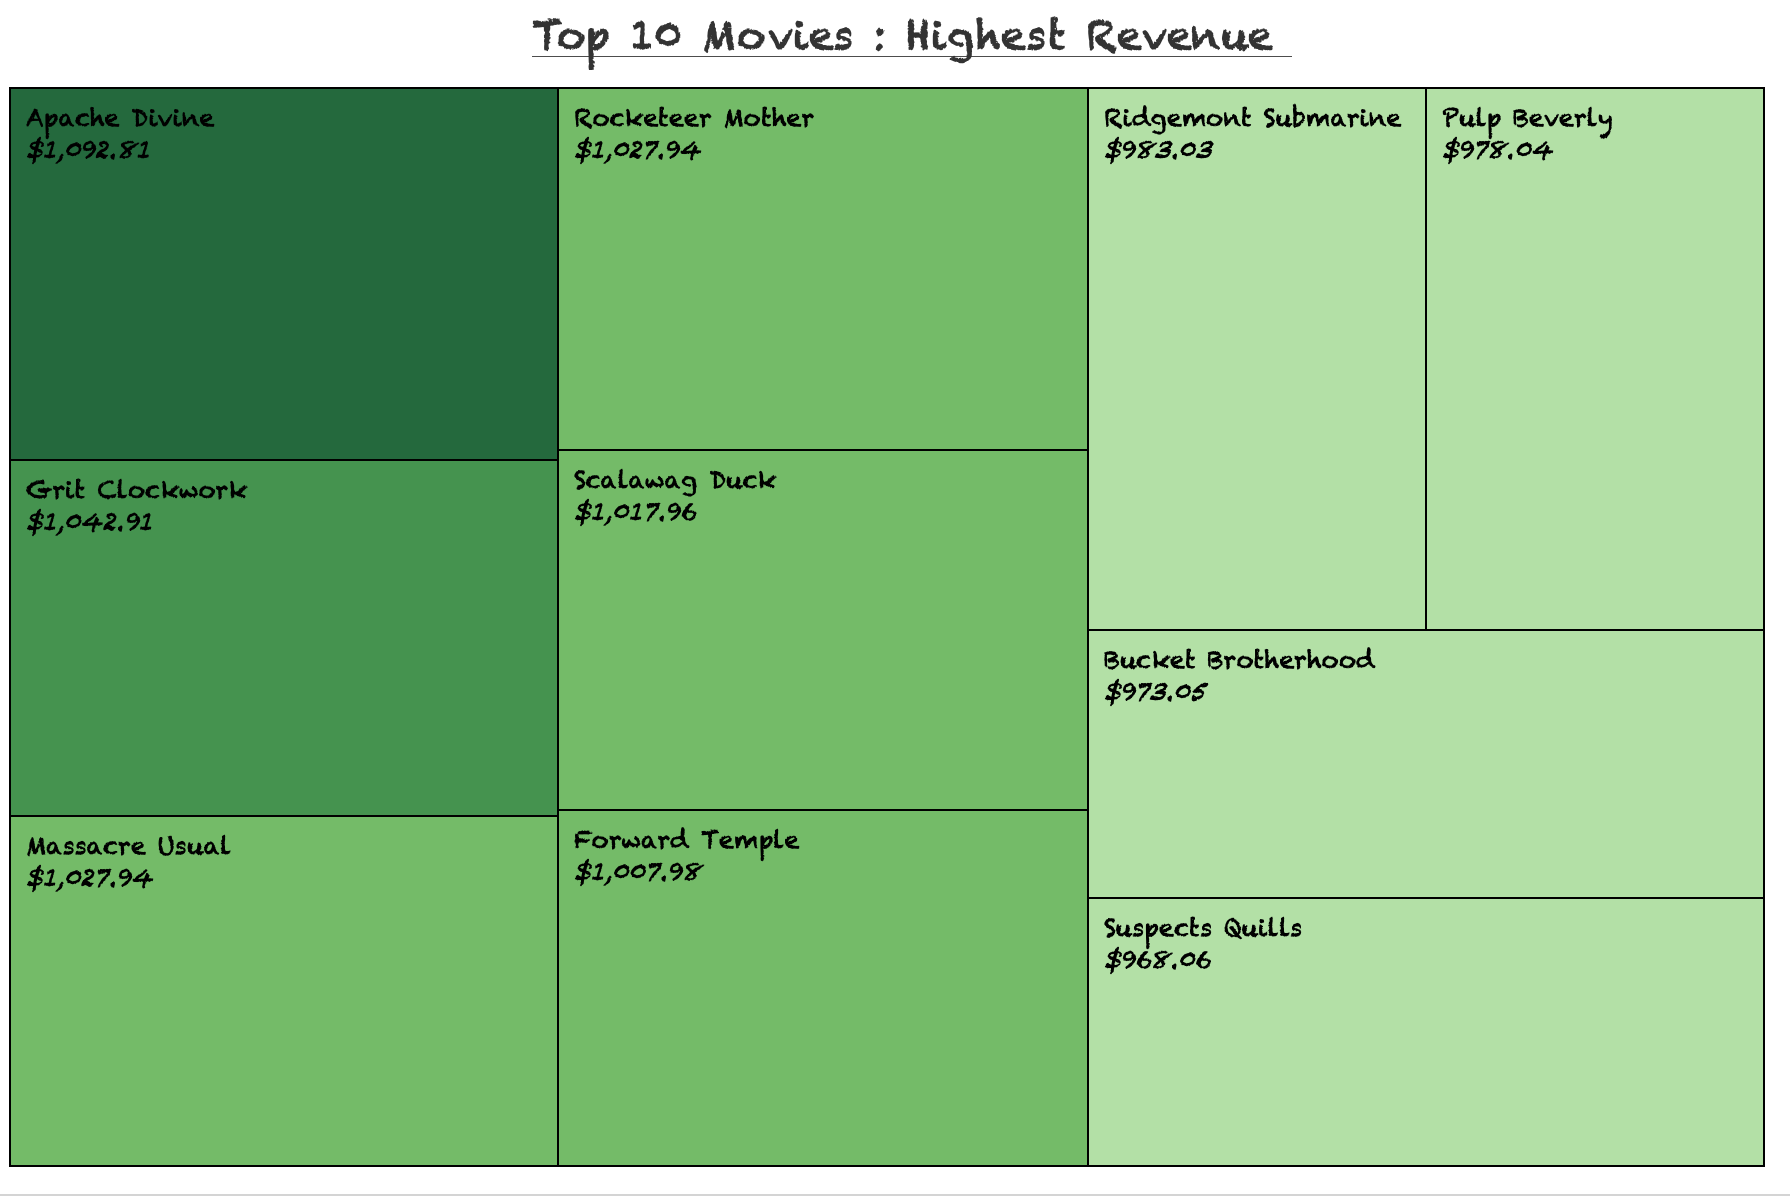 Top 10 Movies : Highest Revenue
Apache Divine
$1,092.81
Grit Clockwork
$1,042.91
Massacre Usual
$1,027.94
Rocketeer Mother
$1,027.94
Scalawag Duck
$1,017.96
Forward Temple
$1,007.98
Ridgemont Submarine
$983.03
Pulp Beverly
$978.04
Bucket Brotherhood
$973.05
Suspects Quills
$968.06